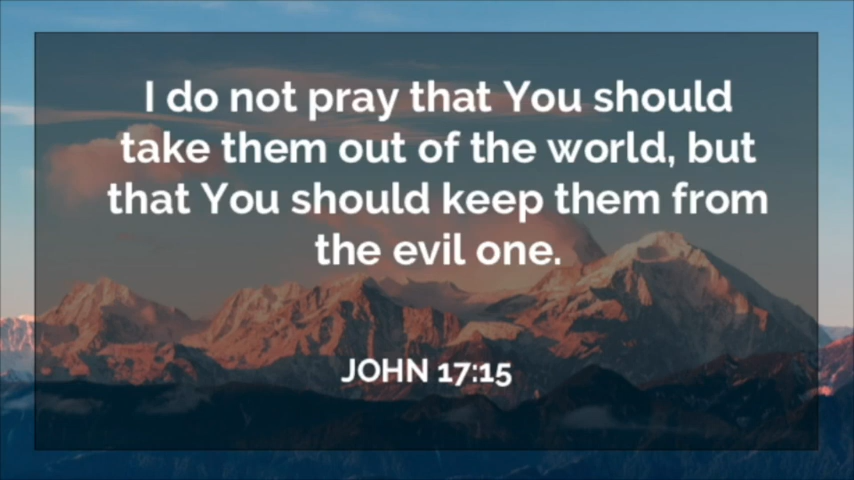 I do not pray that You should
take them out of the world, but
that You should keep them from
the evil one.
JOHN 17:15